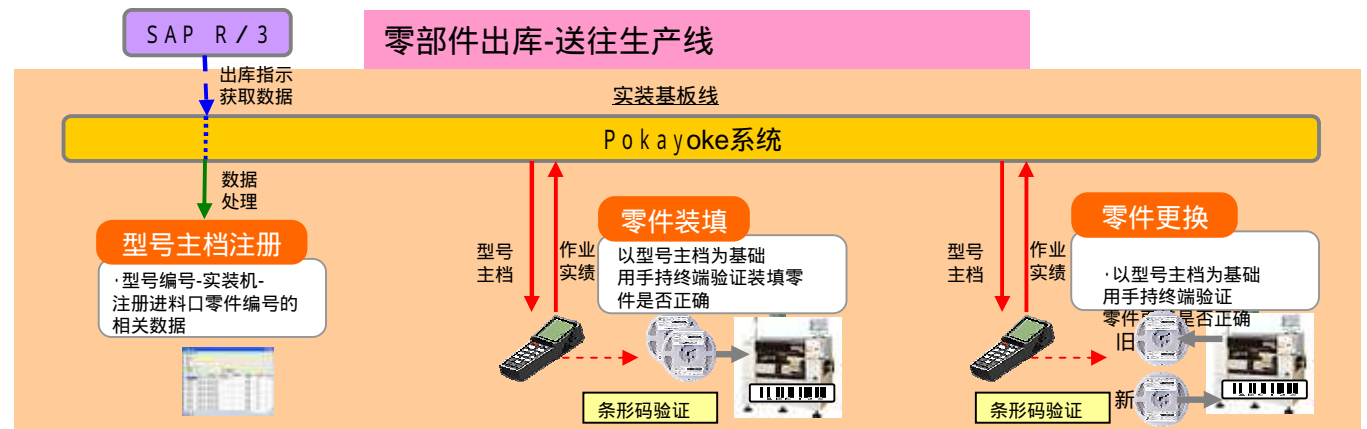 SAP R/3
零部件出库-送往生产线
出库指示
获取数据
实装基板线
Pokayoke系统
数据
处理
型号主档注册
·型号编号-实装机-
注册进料口零件编号的
相关数据
型号
主档
作业
实绩
零件装填
以型号主档为基础
用手持终端验证装填零
件是否正确
条形码验证
型号
主档
作业
实绩
零件更换
·以型号主档为基础
用手持终端验证
零件更换是否正确
旧
新
条形码验证